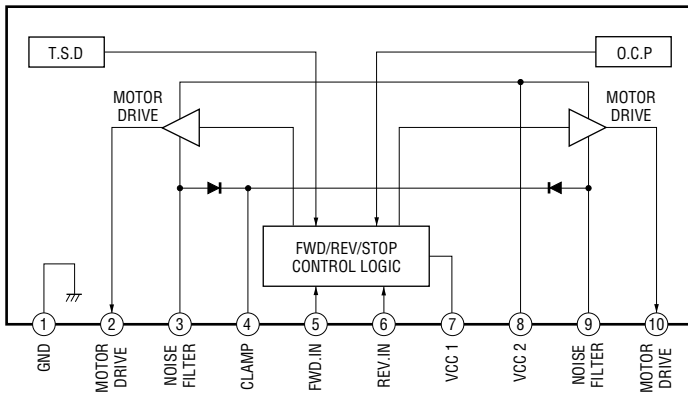 T.S.D
O.C.P
MOTOR
DRIVE
MOTOR
DRIVE
FWD/REV/STOP
CONTROL LOGIC
1
2
3
4
5
6
7
8
9
10
GND
MOTOR
DRIVE
NOISE
FILTER
CLAMP
FWD.IN
REV.IN
VCC 1
VCC 2
NOISE
FILTER
MOTOR
DRIVE